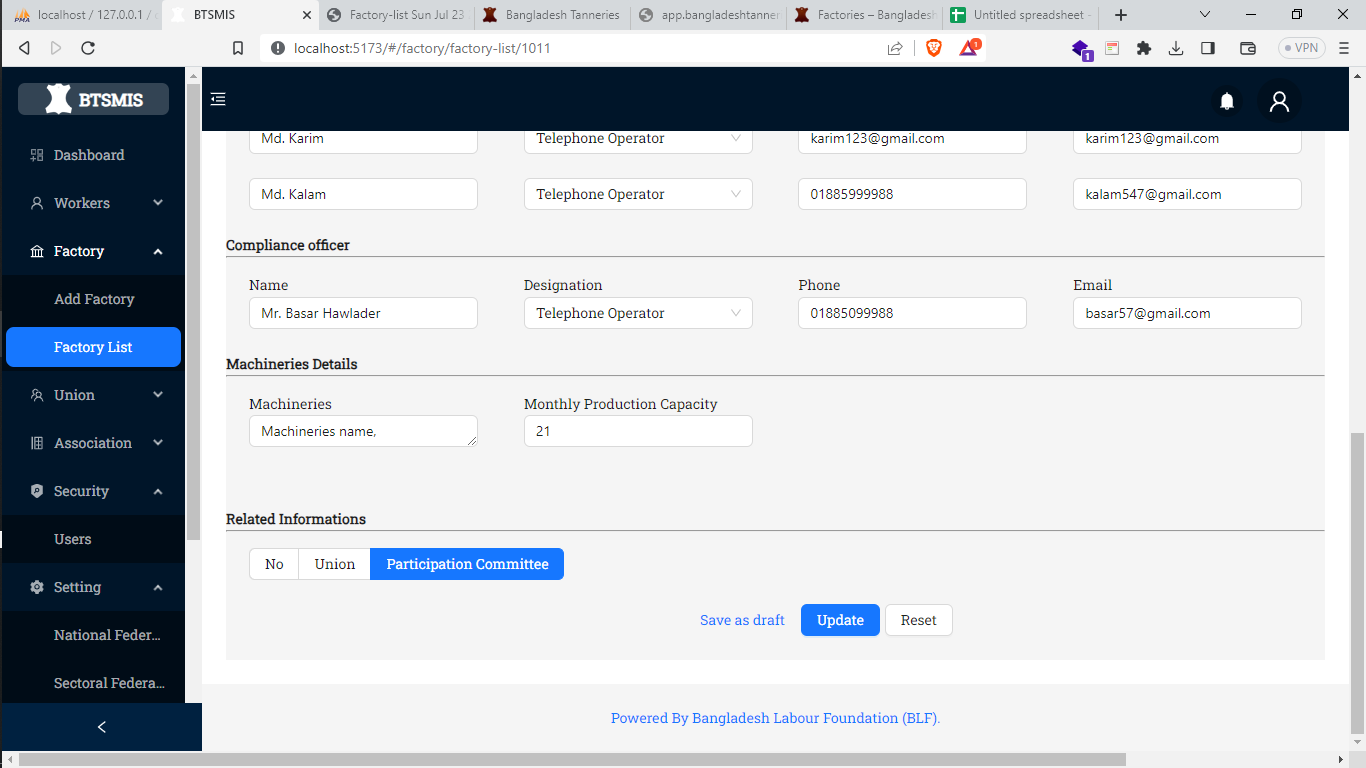 localhost / 127.0.0.1 /
BTSMIS
Factory-list Sun Jul 23
Bangladesh Tanneries
app.bangladeshtanner
Factories – Bangladesh
Untitled spreadsheet -
localhost:5173/#/factory/factory-list/1011
1
1
VPN
BTSMIS
Dashboard
Workers
Factory
Add Factory
Factory List
Union
Association
Security
Users
Setting
National Feder...
Sectoral Federa...
Md. Karim
Telephone Operator
karim123@gmail.com
karim123@gmail.com
Md. Kalam
Telephone Operator
01885999988
kalam547@gmail.com
Compliance officer
Name
Designation
Phone
Email
Mr. Basar Hawlader
Telephone Operator
01885099988
basar57@gmail.com
Machineries Details
Machineries
Monthly Production Capacity
Machineries name,
21
Related Informations
No
Union
Participation Committee
Save as draft
Update
Reset
Powered By Bangladesh Labour Foundation (BLF).